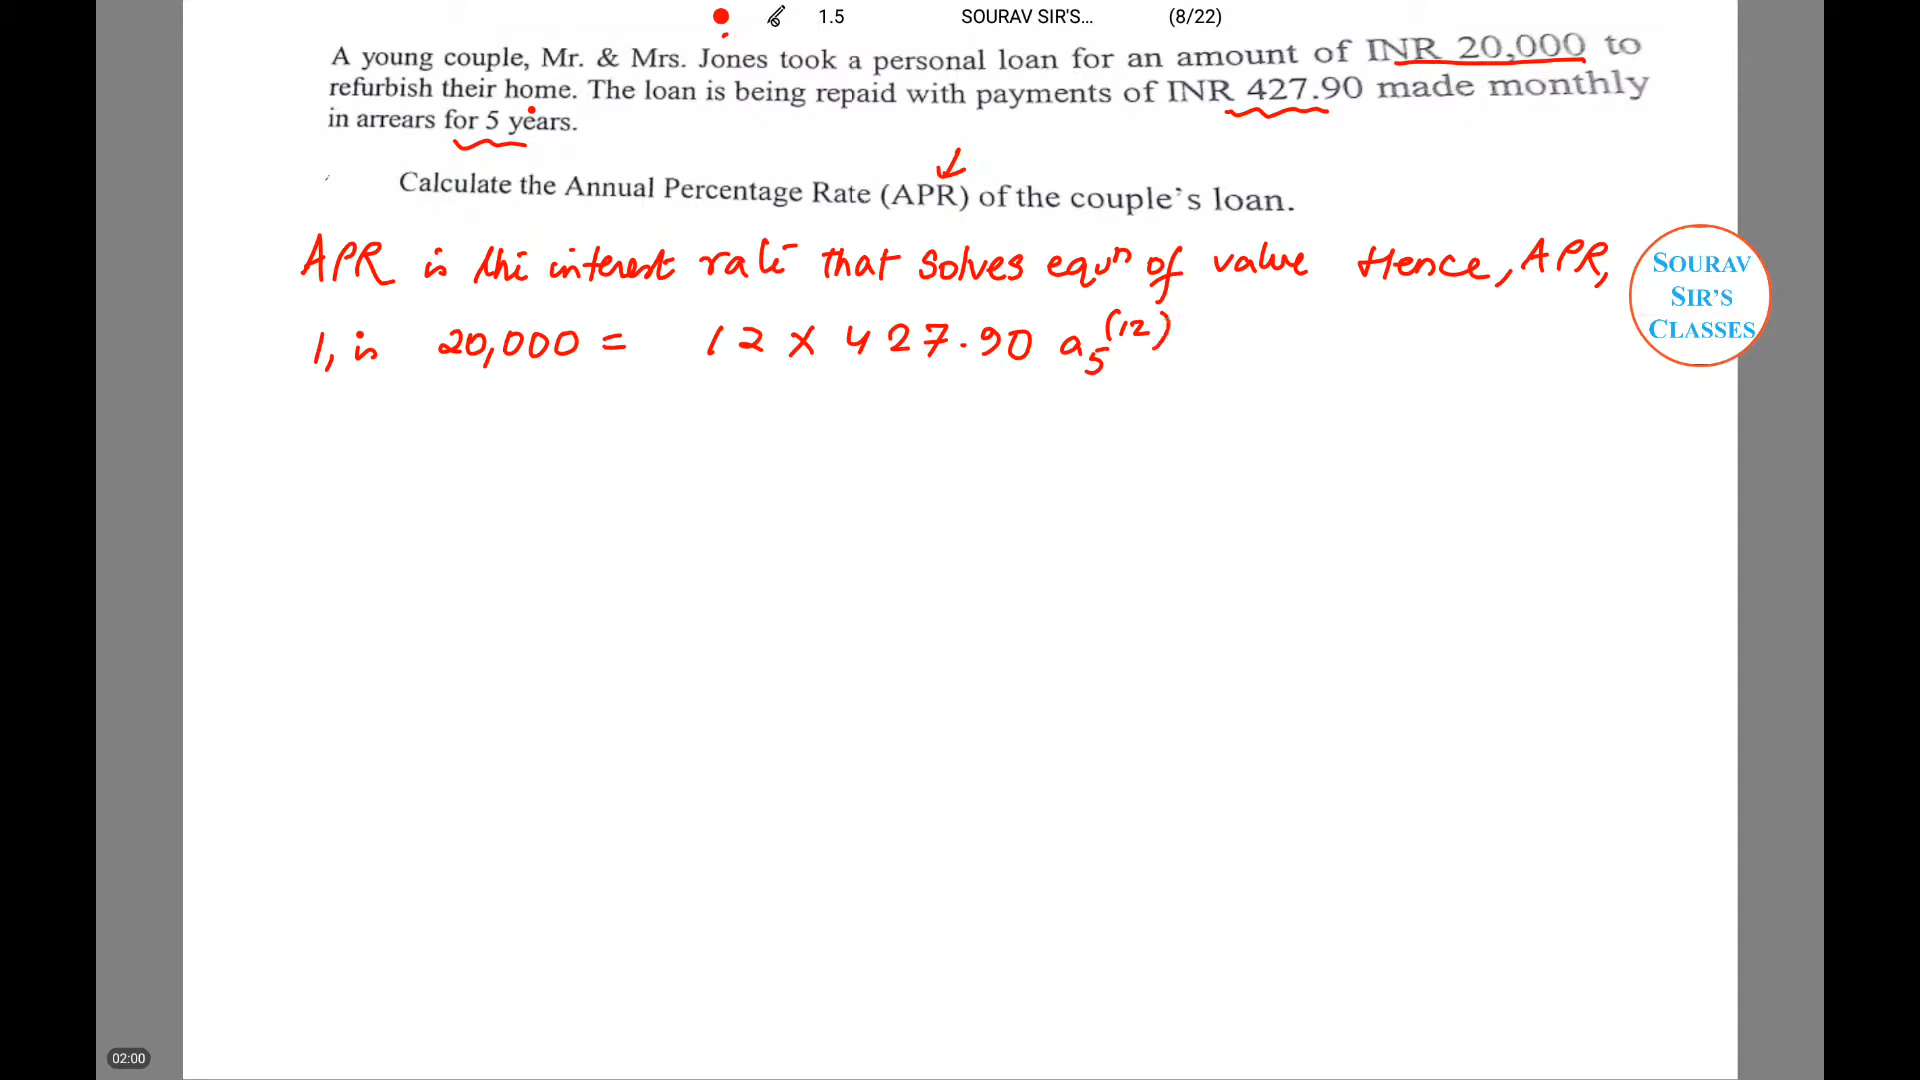 1.5 SOURAV SIR'S... (8/22)
A young couple, Mr. & Mrs. Jones took a personal loan for an amount of INR 20,000 to
refurbish their home. The loan is being repaid with payments of INR 427.90 made monthly
in arrears for 5 years.
Calculate the Annual Percentage Rate (APR) of the couple's loan.
APR is the interest rate that solves equⁿ of value Hence, APR,
1, is 20,000 = 12 × 427.90 a₅⁽¹²⁾
SOURAV
SIR'S
CLASSES
02:00